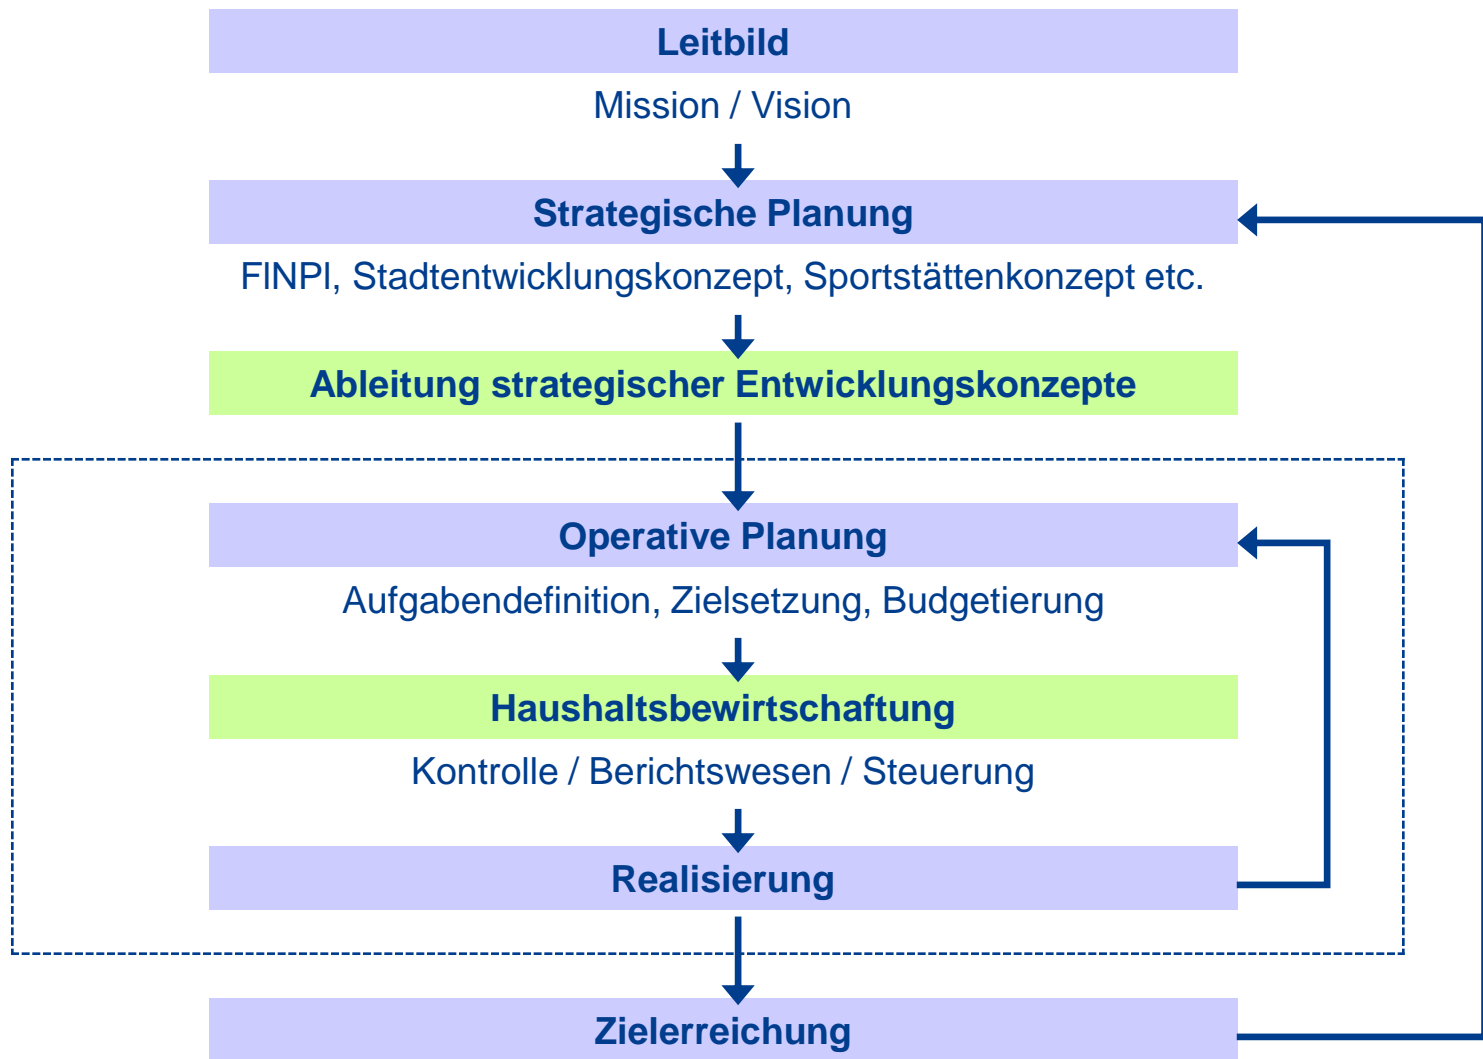 Leitbild
Mission / Vision
Strategische Planung
FlNPl, Stadtentwicklungskonzept, Sportstättenkonzept etc.
Ableitung strategischer Entwicklungskonzepte
Operative Planung
Aufgabendefinition, Zielsetzung, Budgetierung
Haushaltsbewirtschaftung
Kontrolle / Berichtswesen / Steuerung
Realisierung
Zielerreichung